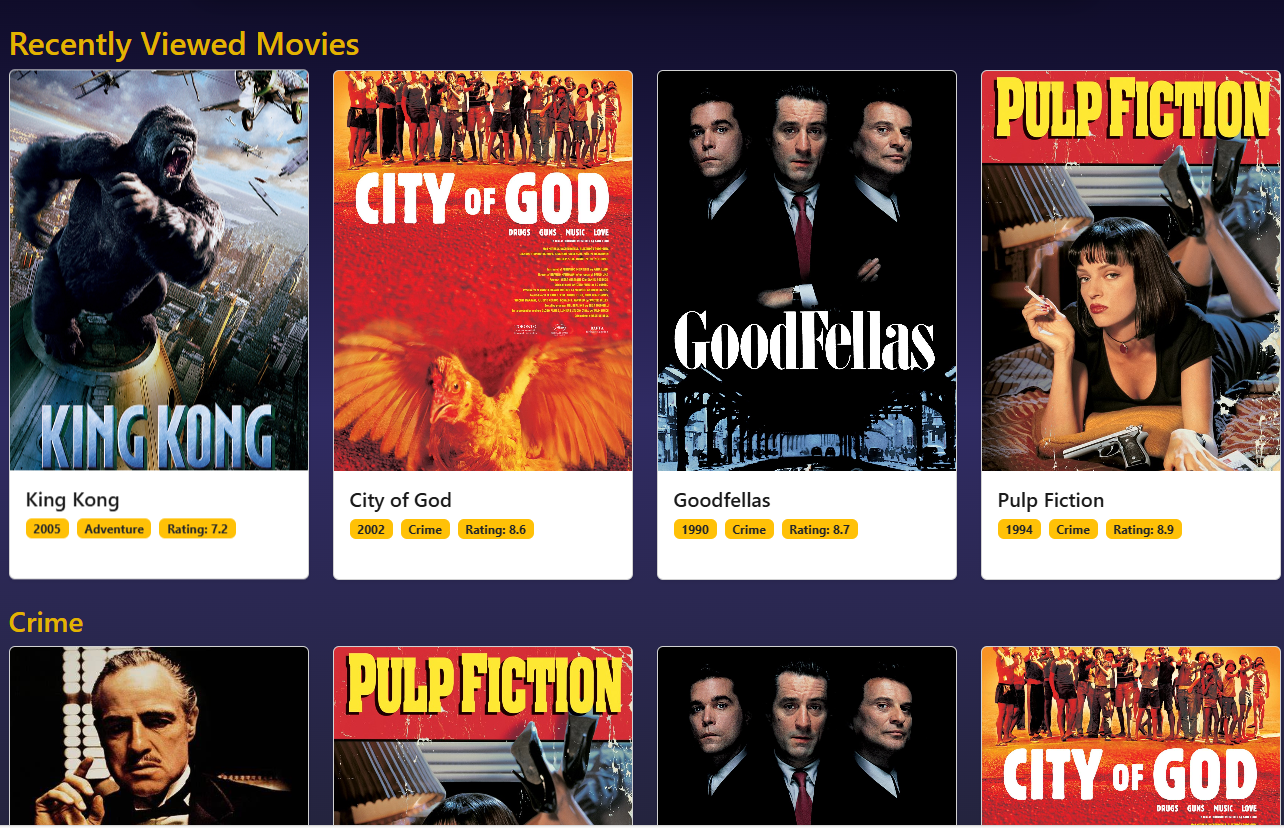 Recently Viewed Movies
KING KONG
CITY OF GOD
DRUGS GUNS MUSIC LOVE
GoodFellas
PULP FICTION
King Kong
2005 Adventure Rating: 7.2
City of God
2002 Crime Rating: 8.6
Goodfellas
1990 Crime Rating: 8.7
Pulp Fiction
1994 Crime Rating: 8.9
Crime
PULP FICTION
CITY OF GOD
DRUGS GUNS MUSIC LOVE